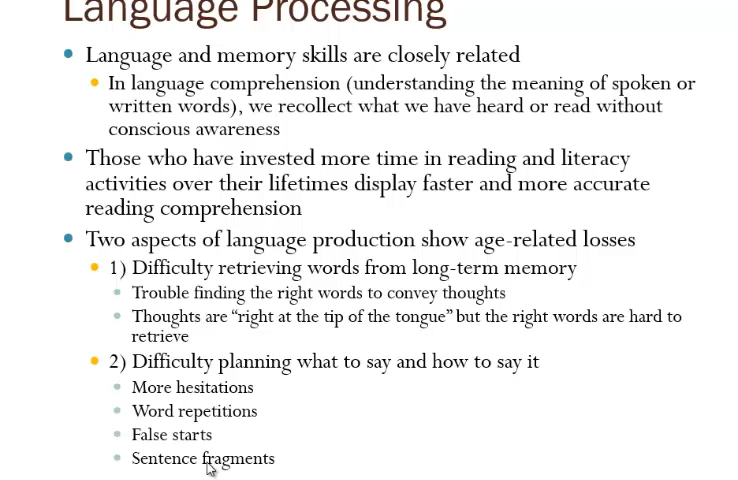 Language Processing
Language and memory skills are closely related
In language comprehension (understanding the meaning of spoken or
written words), we recollect what we have heard or read without
conscious awareness
Those who have invested more time in reading and literacy
activities over their lifetimes display faster and more accurate
reading comprehension
Two aspects of language production show age-related losses
1) Difficulty retrieving words from long-term memory
Trouble finding the right words to convey thoughts
Thoughts are “right at the tip of the tongue” but the right words are hard to
retrieve
2) Difficulty planning what to say and how to say it
More hesitations
Word repetitions
False starts
Sentence fragments